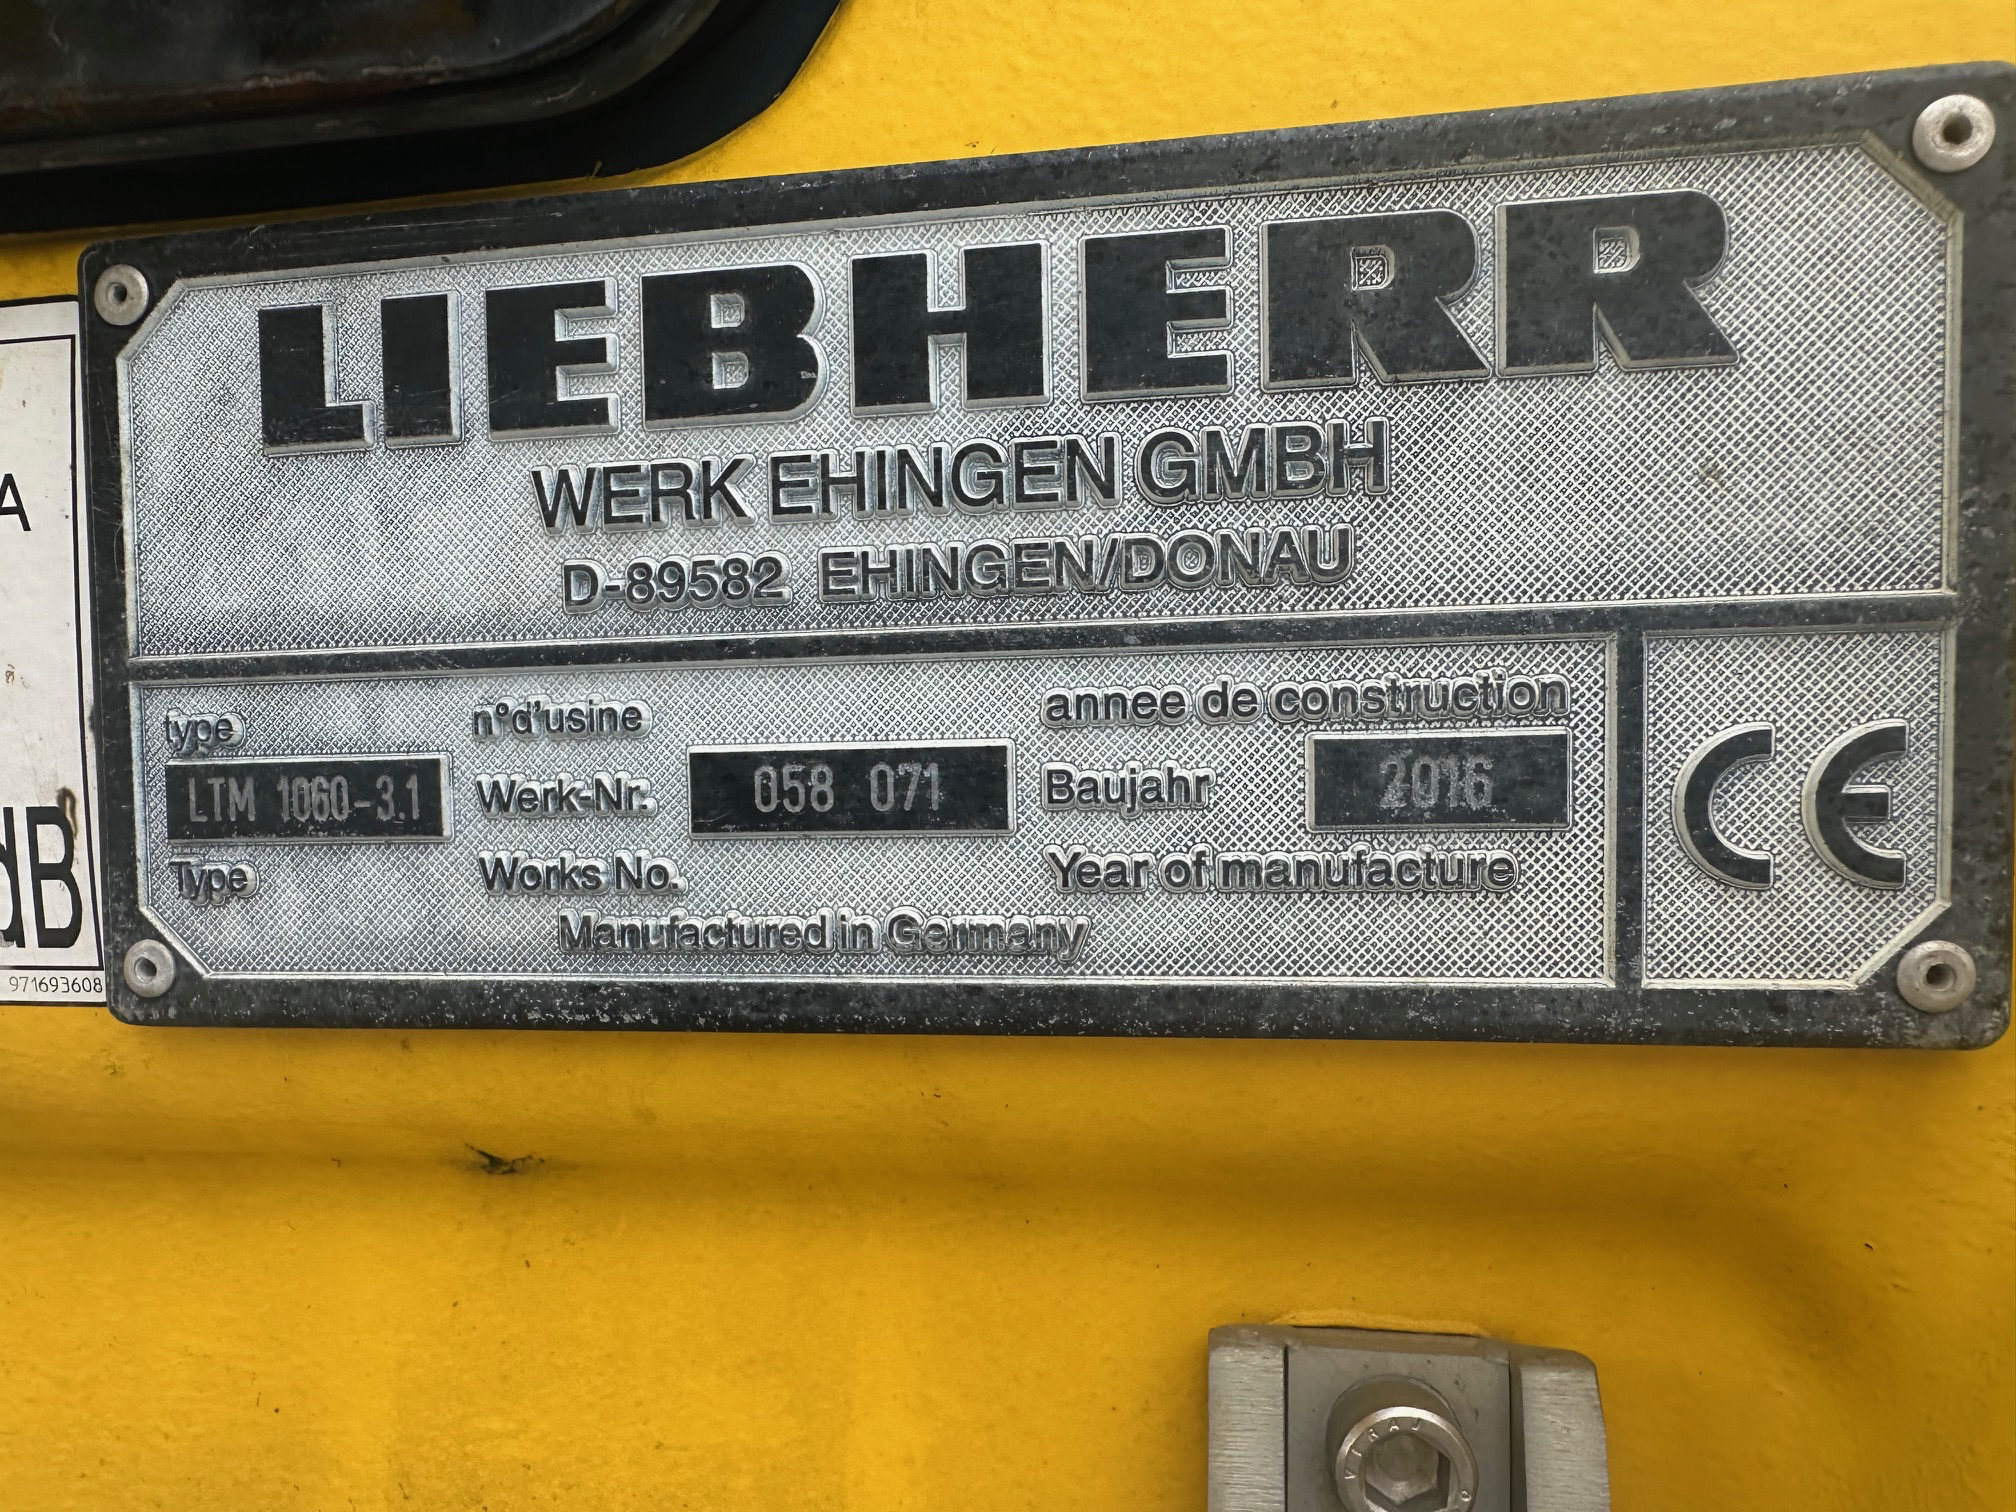 LIEBHERR
WERK EHINGEN GMBH
D-89582 EHINGEN/DONAU
type n°d'usine annee de construction
LTM 1060-3.1 Werk-Nr. 058 071 Baujahr 2016
Type Works No. Year of manufacture
Manufactured in Germany
CE
A
dB
971693608